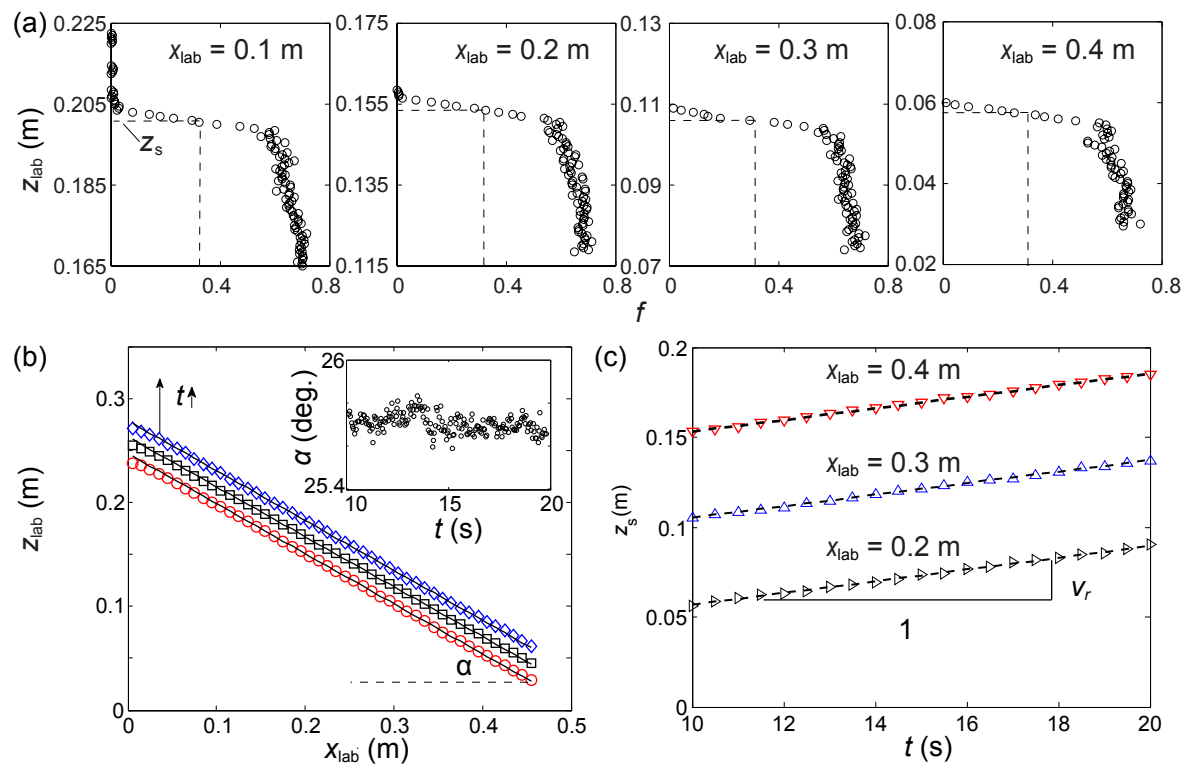 (a)
0.225
0.205
0.185
0.165
z_lab (m)
x_lab = 0.1 m
z_s
0 0.4 0.8
0.175
0.155
0.135
0.115
x_lab = 0.2 m
0 0.4 0.8
0.13
0.11
0.09
0.07
x_lab = 0.3 m
0 0.4 0.8
0.08
0.06
0.04
0.02
x_lab = 0.4 m
0 0.4 0.8
f
(b)
0.3
0.2
0.1
0
z_lab (m)
t
α
0 0.1 0.2 0.3 0.4 0.5
x_lab (m)
26
25.4
α (deg.)
10 15 20
t (s)
(c)
0.2
0.15
0.1
0.05
0
z_s (m)
x_lab = 0.4 m
x_lab = 0.3 m
x_lab = 0.2 m
v_r
1
10 12 14 16 18 20
t (s)